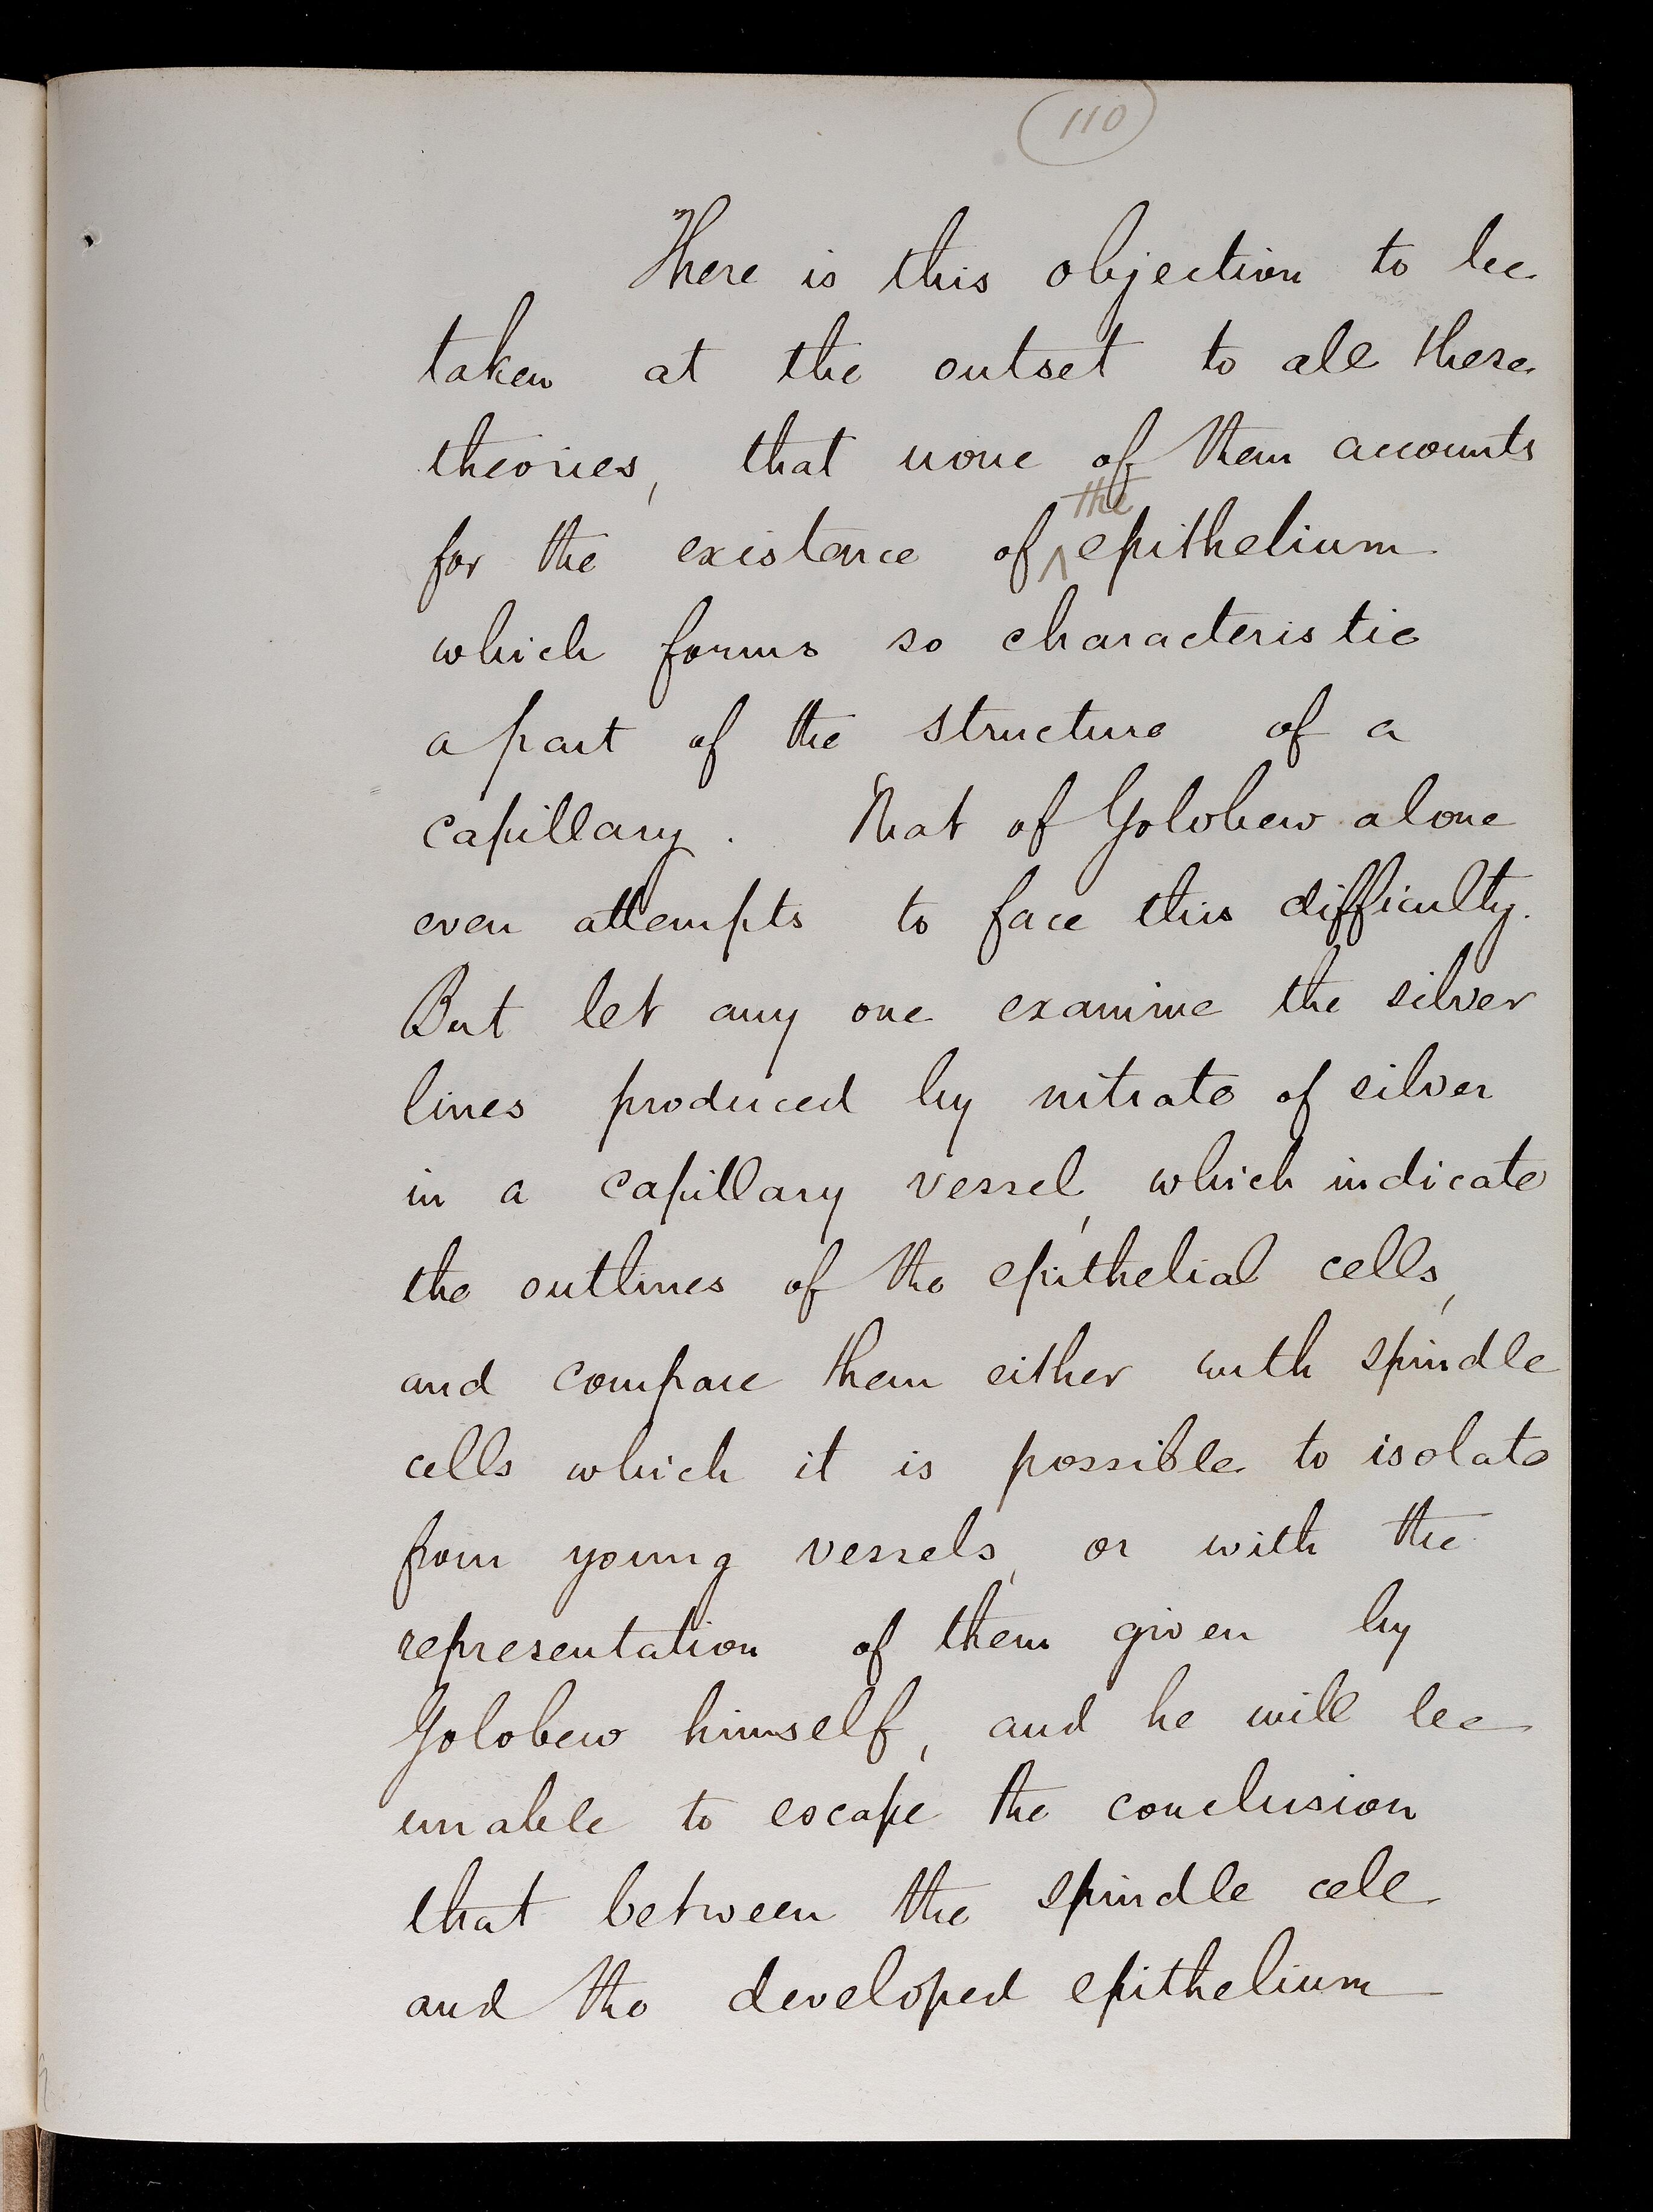 110
There is this objection to be
taken at the outset to all these
theories, that none of them accounts
for the existence of the epithelium
which forms so characteristic
a part of the structure of a
capillary. That of Golobew alone
even attempts to face this difficulty.
But let any one examine the silver
lines produced by nitrate of silver
in a capillary vessel, which indicate
the outlines of the epithelial cells,
and compare them either with spindle
cells which it is possible to isolate
from young vessels, or with the
representation of them given by
Golobew himself, and he will be
unable to escape the conclusion
that between the spindle cell
and the developed epithelium